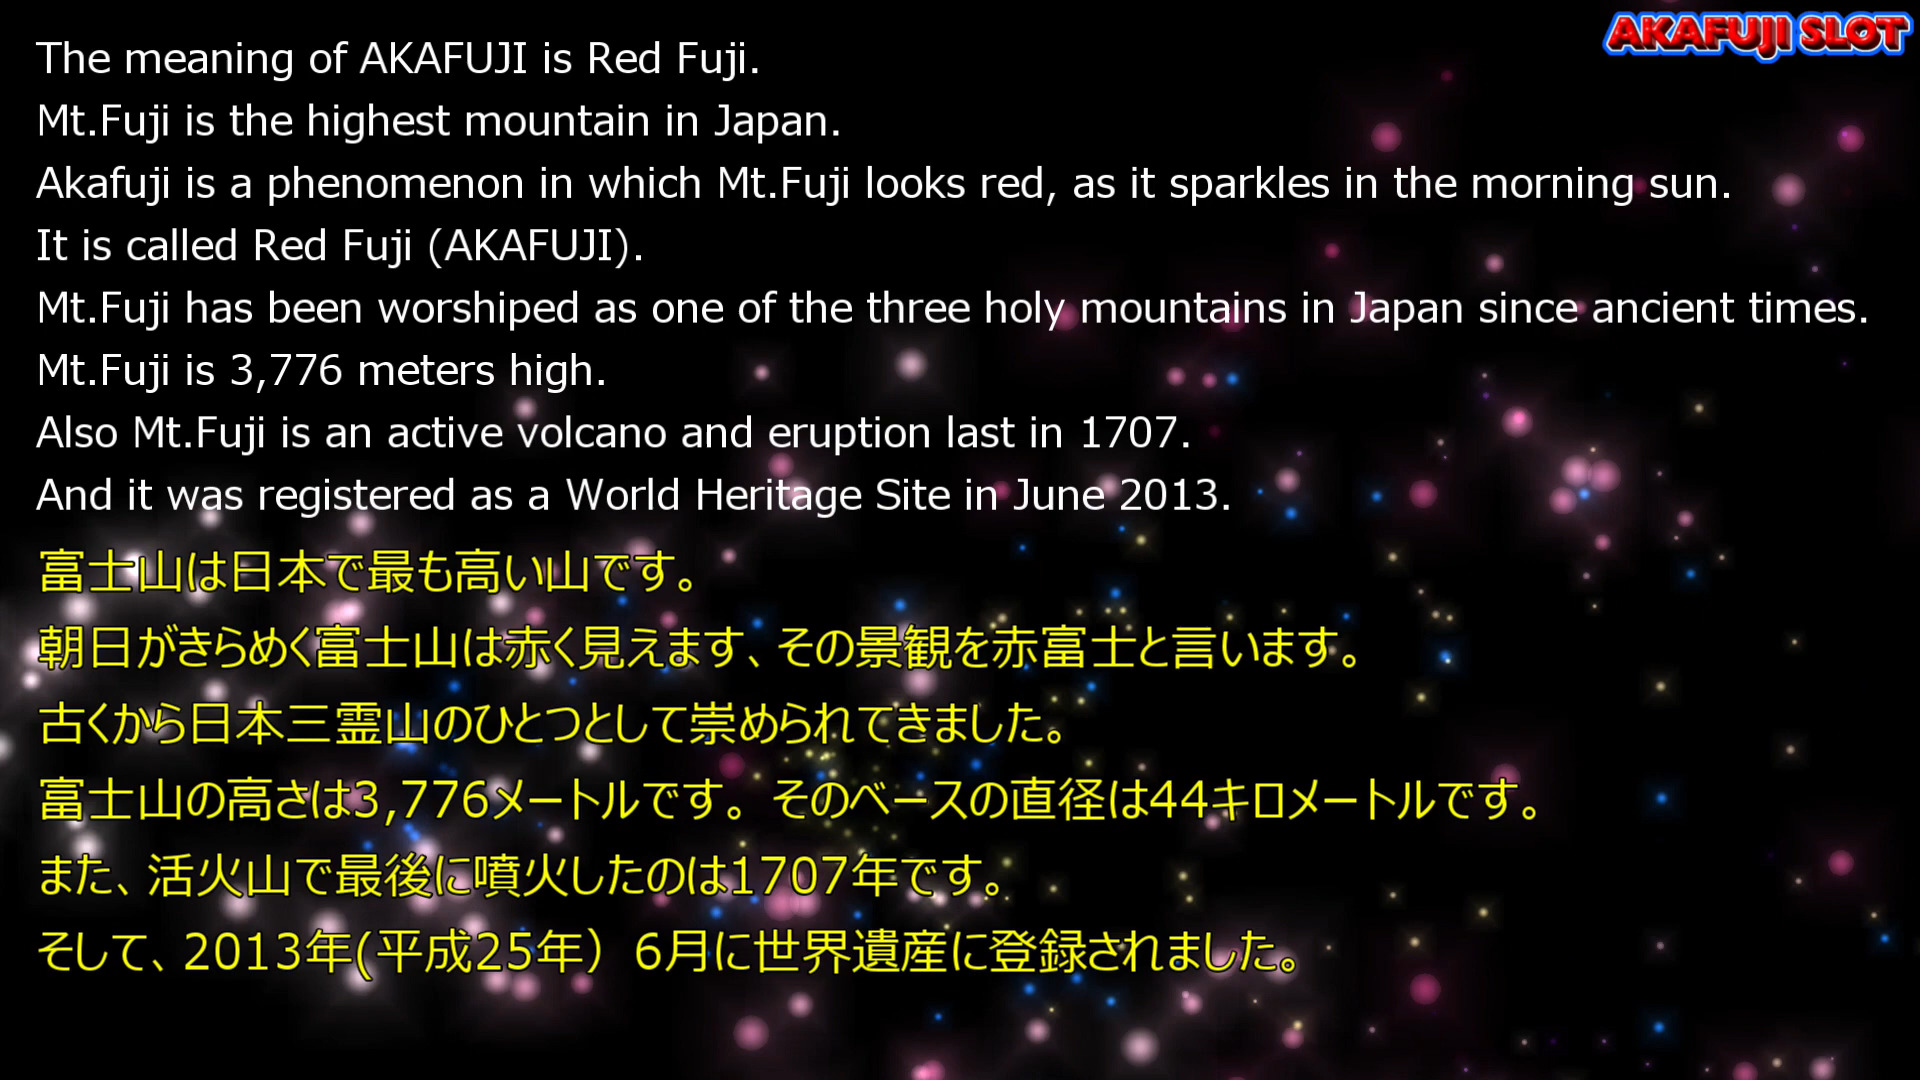 AKAFUJI SLOT
The meaning of AKAFUJI is Red Fuji.
Mt.Fuji is the highest mountain in Japan.
Akafuji is a phenomenon in which Mt.Fuji looks red, as it sparkles in the morning sun.
It is called Red Fuji (AKAFUJI).
Mt.Fuji has been worshiped as one of the three holy mountains in Japan since ancient times.
Mt.Fuji is 3,776 meters high.
Also Mt.Fuji is an active volcano and eruption last in 1707.
And it was registered as a World Heritage Site in June 2013.
富士山は日本で最も高い山です。
朝日がきらめく富士山は赤く見えます、その景観を赤富士と言います。
古くから日本三霊山のひとつとして崇められてきました。
富士山の高さは3,776メートルです。そのベースの直径は44キロメートルです。
また、活火山で最後に噴火したのは1707年です。
そして、2013年(平成25年）6月に世界遺産に登録されました。